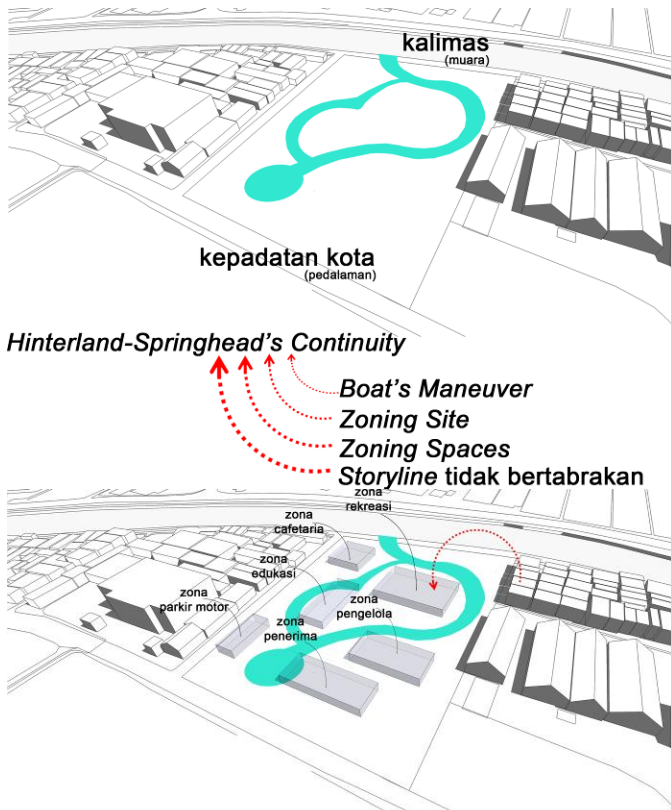 kalimas
(muara)
kepadatan kota
(pedalaman)
Hinterland-Springhead's Continuity
Boat's Maneuver
Zoning Site
Zoning Spaces
Storyline tidak bertabrakan
zona
rekreasi
zona
cafetaria
zona
edukasi
zona
parkir motor
zona
pengelola
zona
penerima